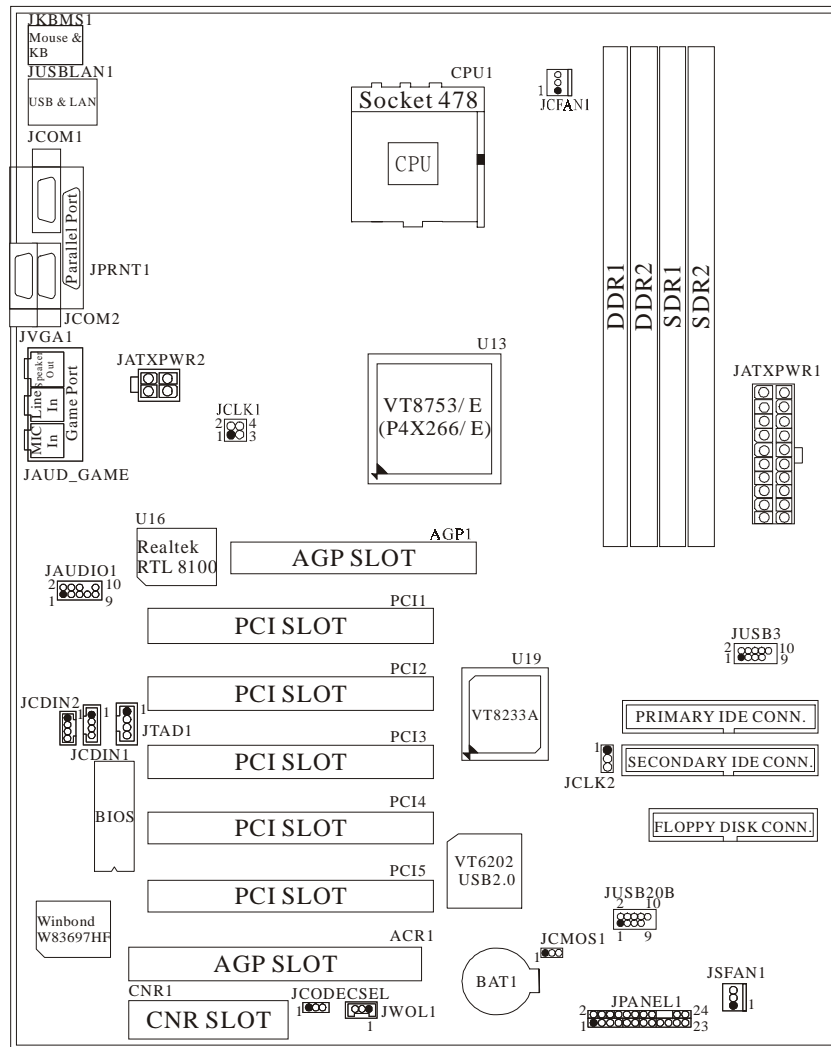 JKBMS1
Mouse &
KB
JUSBLAN1
USB & LAN
JCOM1
Parallel Port
JPRNT1
JCOM2
JVGA1
Speaker
Out
Line
In
MIC
In
Game Port
JAUD_GAME
CPU1
Socket 478
CPU
1
JCFAN1
DDR1
DDR2
SDR1
SDR2
JATXPWR2
JCLK1
2 4
1 3
U13
VT8753/ E
(P4X266/ E)
JATXPWR1
U16
Realtek
RTL 8100
AGP1
AGP SLOT
JAUDIO1
2 10
1 9
PCI1
PCI SLOT
PCI2
PCI SLOT
JUSB3
2 10
1 9
U19
VT8233A
JCDIN2
1
1
1
JTAD1
JCDIN1
PCI3
PCI SLOT
PRIMARY IDE CONN.
1
SECONDARY IDE CONN.
JCLK2
BIOS
PCI4
PCI SLOT
FLOPPY DISK CONN.
VT6202
USB2.0
PCI5
PCI SLOT
JUSB20B
2 10
1 9
Winbond
W83697HF
ACR1
AGP SLOT
JCMOS1
1
BAT1
CNR1
CNR SLOT
JCODECSEL
1
JWOL1
1
JPANEL1
2 24
1 23
JSFAN1
1